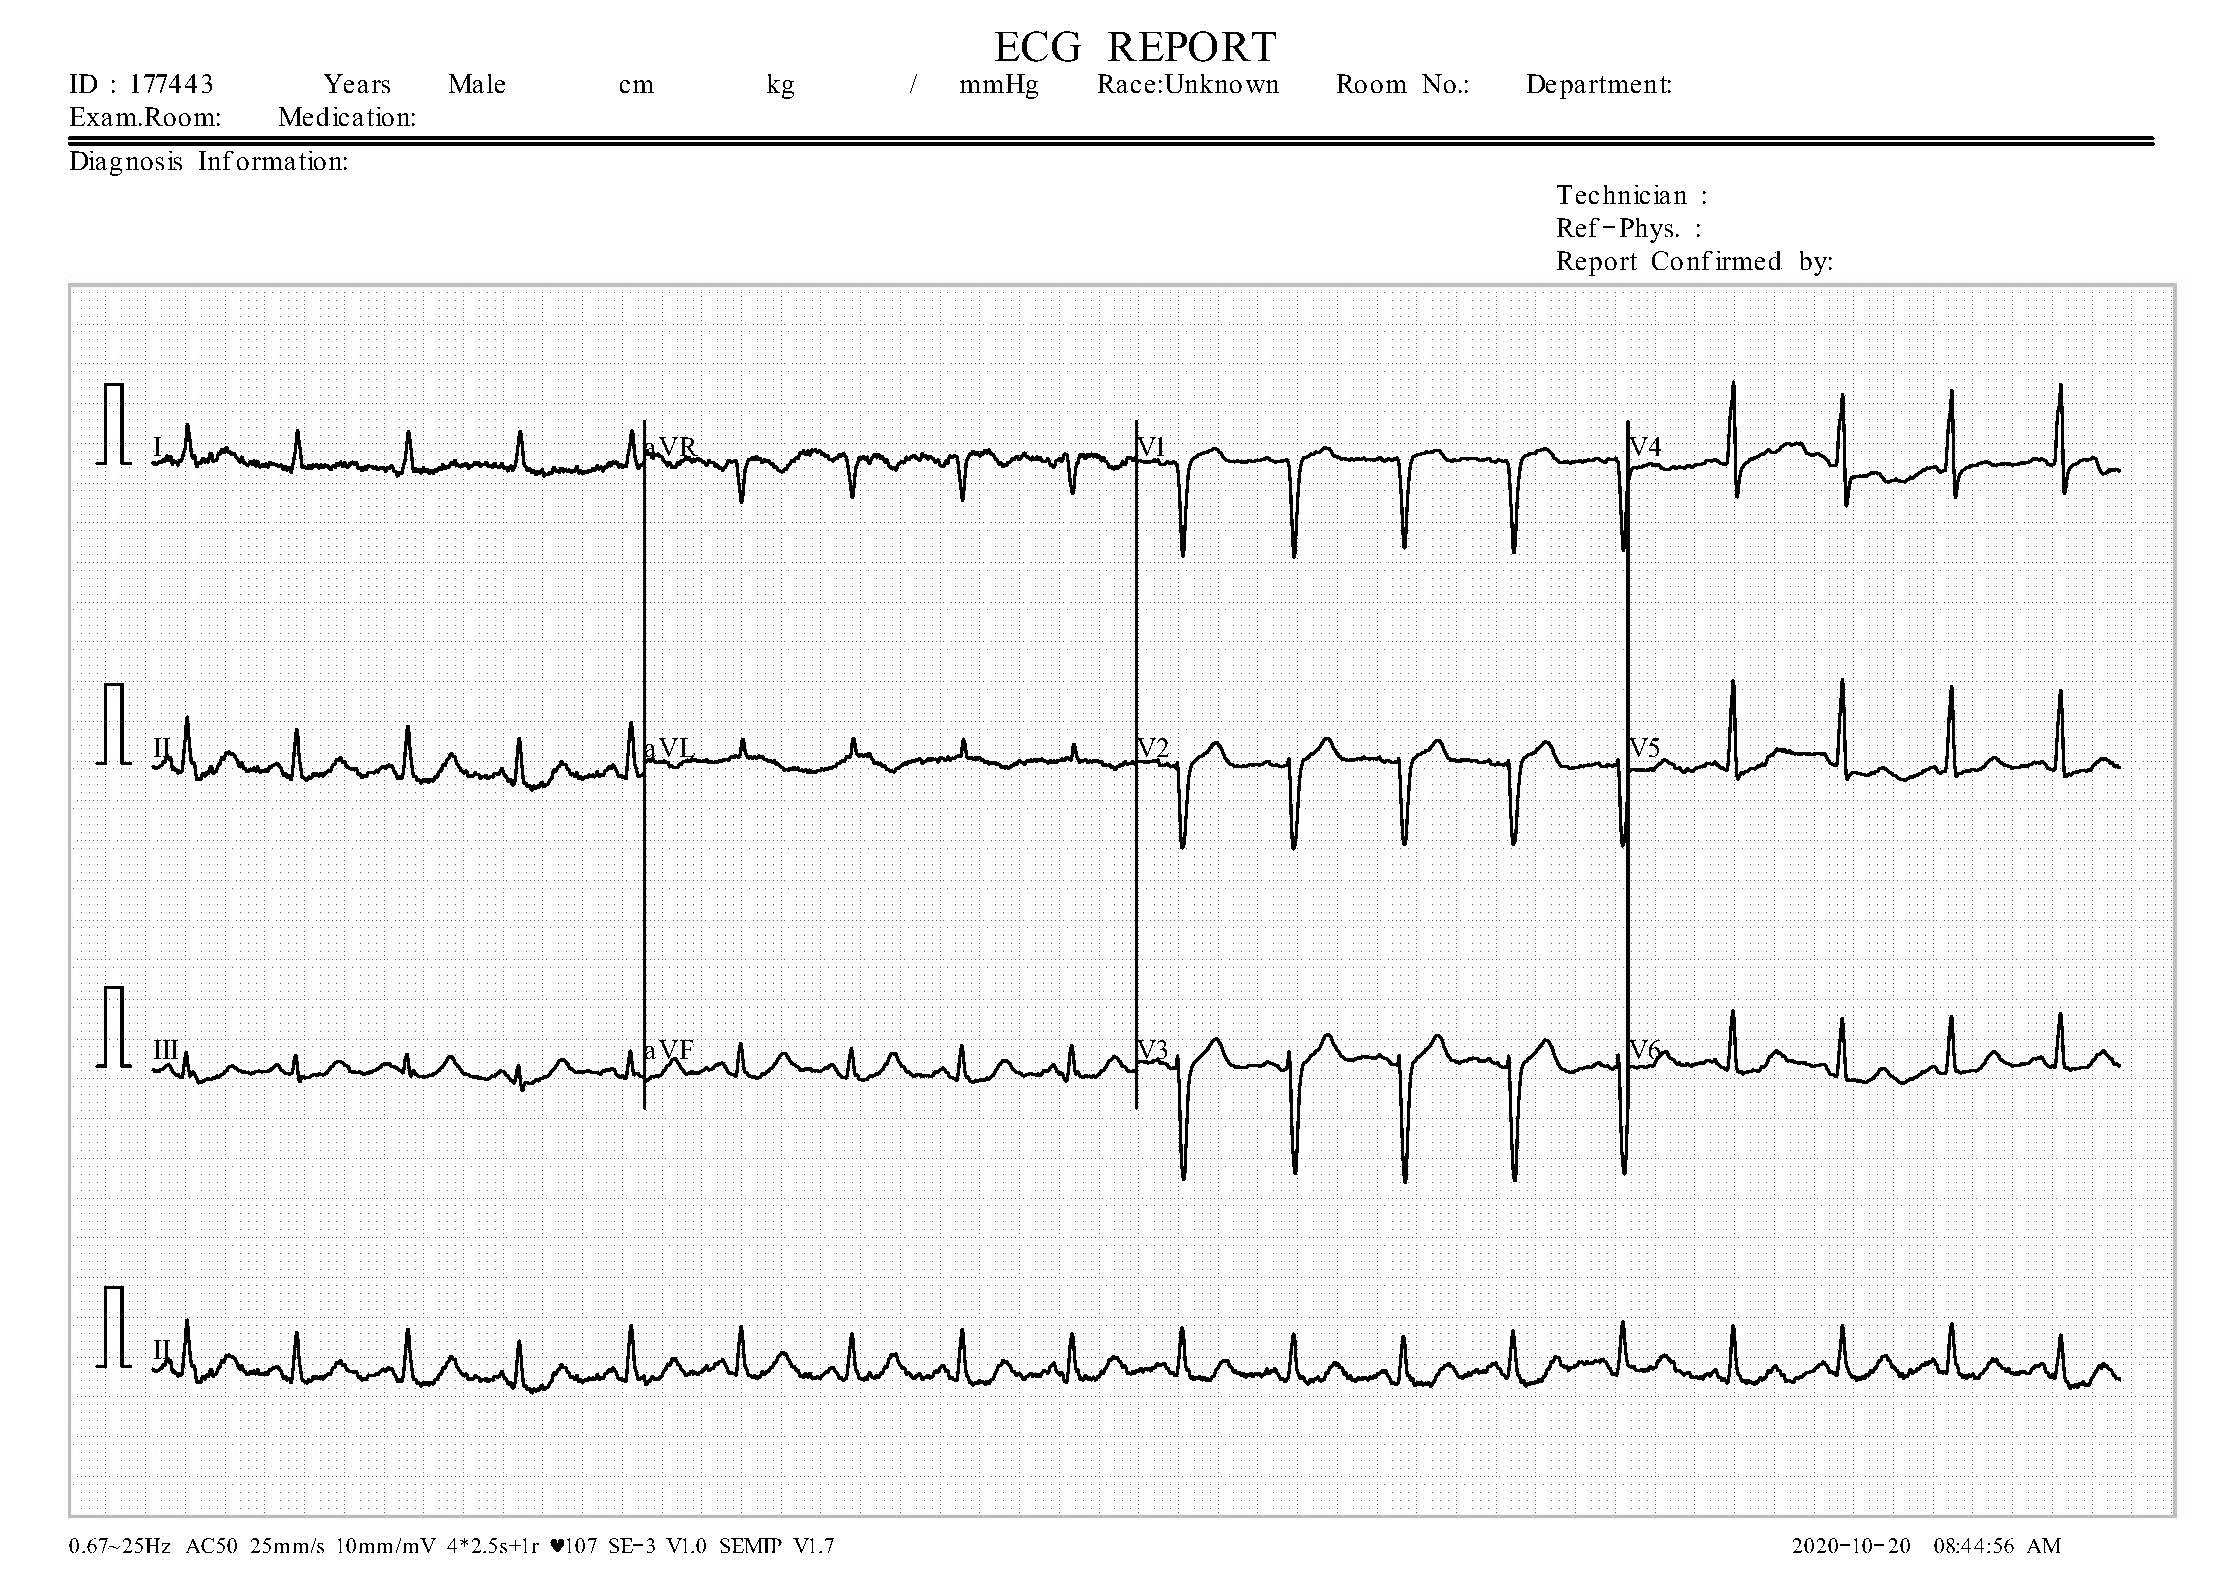 ECG REPORT
ID : 177443 Years Male cm kg / mmHg Race:Unknown Room No.: Department:
Exam.Room: Medication:
Diagnosis Information:
Technician :
Ref-Phys. :
Report Confirmed by:
I aVR V1 V4
II aVL V2 V5
III aVF V3 V6
II
0.67~25Hz AC50 25mm/s 10mm/mV 4*2.5s+1r ♥107 SE-3 V1.0 SEMIP V1.7 2020-10-20 08:44:56 AM